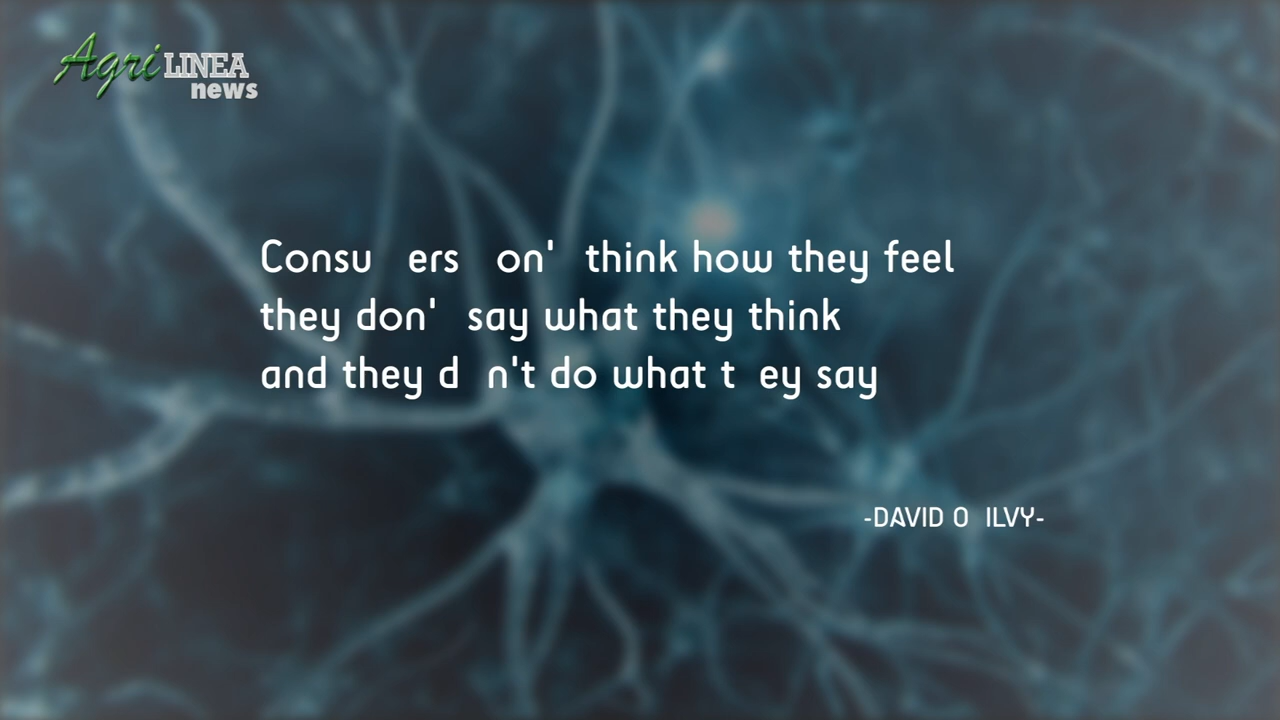 Agri LINEA
news
Consu ers on' think how they feel
they don' say what they think
and they d n't do what t ey say
-DAVID O ILVY-